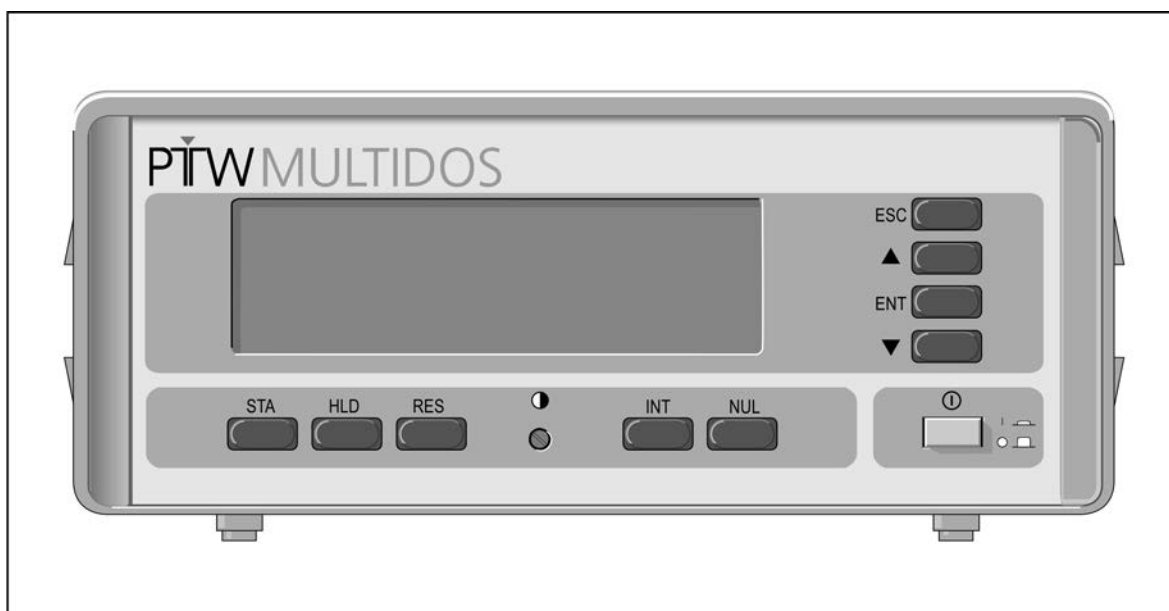 PTW MULTIDOS
ESC
▲
ENT
▼
STA HLD RES INT NUL